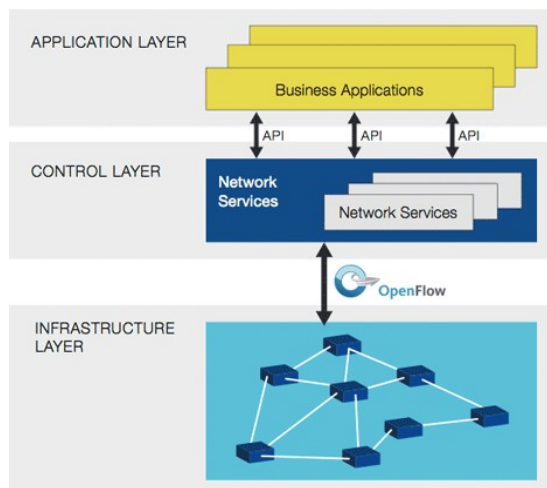 APPLICATION LAYER
Business Applications
API API API
CONTROL LAYER
Network
Services
Network Services
OpenFlow
INFRASTRUCTURE
LAYER